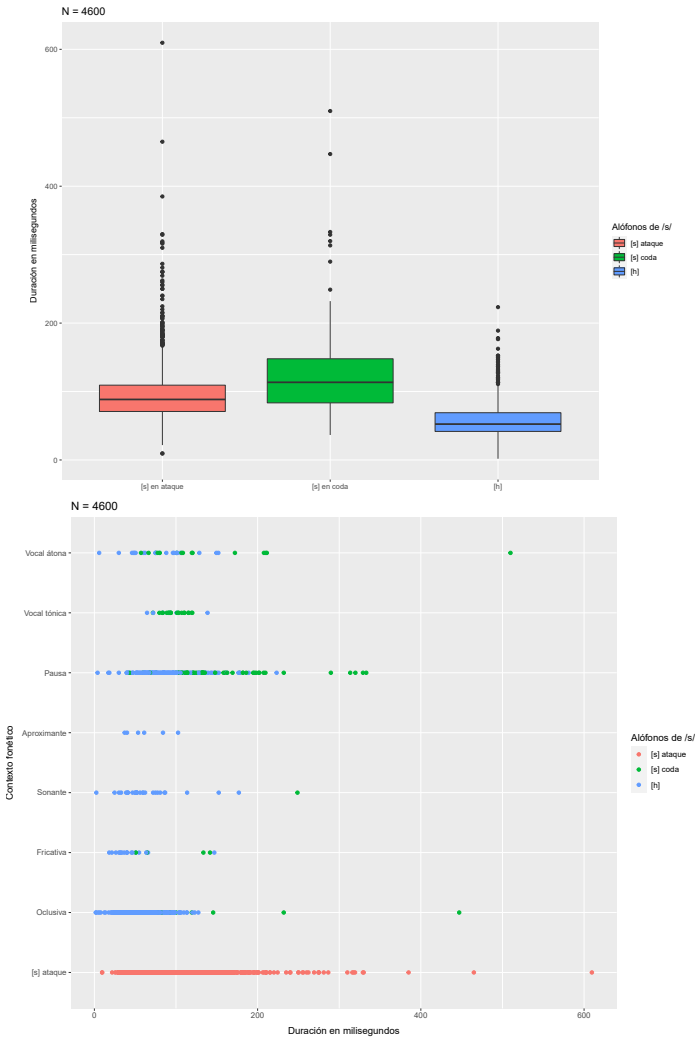 N = 4600
600
400
200
0
Duración en milisegundos
[s] en ataque
[s] en coda
[h]
Alófonos de /s/
[s] ataque
[s] coda
[h]
N = 4600
Vocal átona
Vocal tónica
Pausa
Aproximante
Sonante
Fricativa
Oclusiva
[s] ataque
Contexto fonético
0
200
400
600
Duración en milisegundos
Alófonos de /s/
[s] ataque
[s] coda
[h]